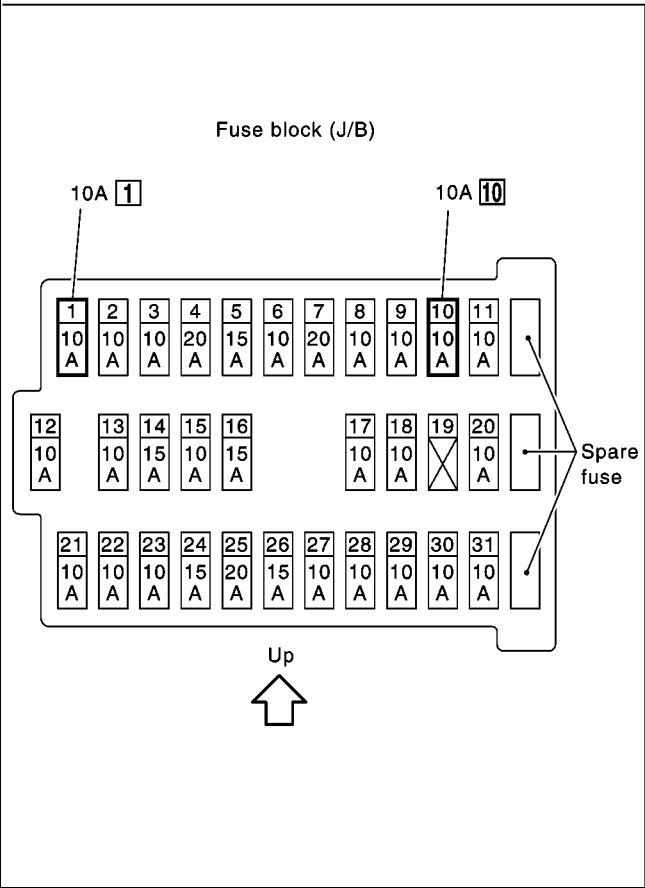 Fuse block (J/B)
10A 1 10A 10
1 2 3 4 5 6 7 8 9 10 11
10 10 10 20 15 10 20 10 10 10 10
A A A A A A A A A A A
12 13 14 15 16 17 18 19 20
10 10 15 10 15 10 10 10
A A A A A A A A
Spare
fuse
21 22 23 24 25 26 27 28 29 30 31
10 10 10 15 20 15 10 10 10 10 10
A A A A A A A A A A A
Up